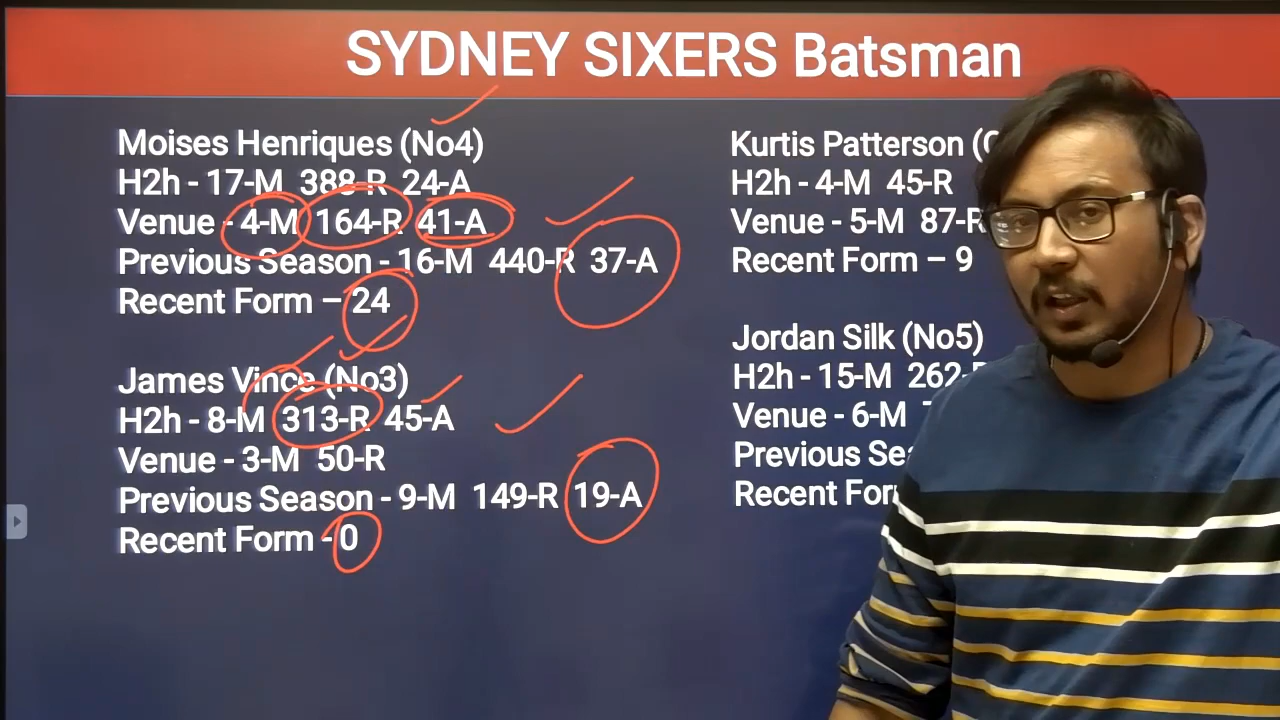 SYDNEY SIXERS Batsman
Moises Henriques (No4)
H2h - 17-M 388-R 24-A
Venue - 4-M 164-R 41-A
Previous Season - 16-M 440-R 37-A
Recent Form – 24
James Vince (No3)
H2h - 8-M 313-R 45-A
Venue - 3-M 50-R
Previous Season - 9-M 149-R 19-A
Recent Form - 0
Kurtis Patterson
H2h - 4-M 45-R
Venue - 5-M 87-R
Recent Form – 9
Jordan Silk (No5)
H2h - 15-M 262-
Venue - 6-M
Previous
Recent